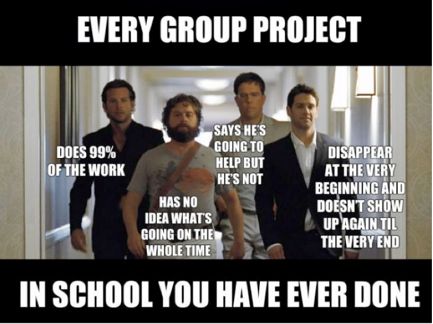 EVERY GROUP PROJECT
DOES 99%
OF THE WORK
SAYS HE'S
GOING TO
HELP BUT
HE'S NOT
HAS NO
IDEA WHAT'S
GOING ON THE
WHOLE TIME
DISAPPEAR
AT THE VERY
BEGINNING AND
DOESN'T SHOW
UP AGAIN TIL
THE VERY END
IN SCHOOL YOU HAVE EVER DONE